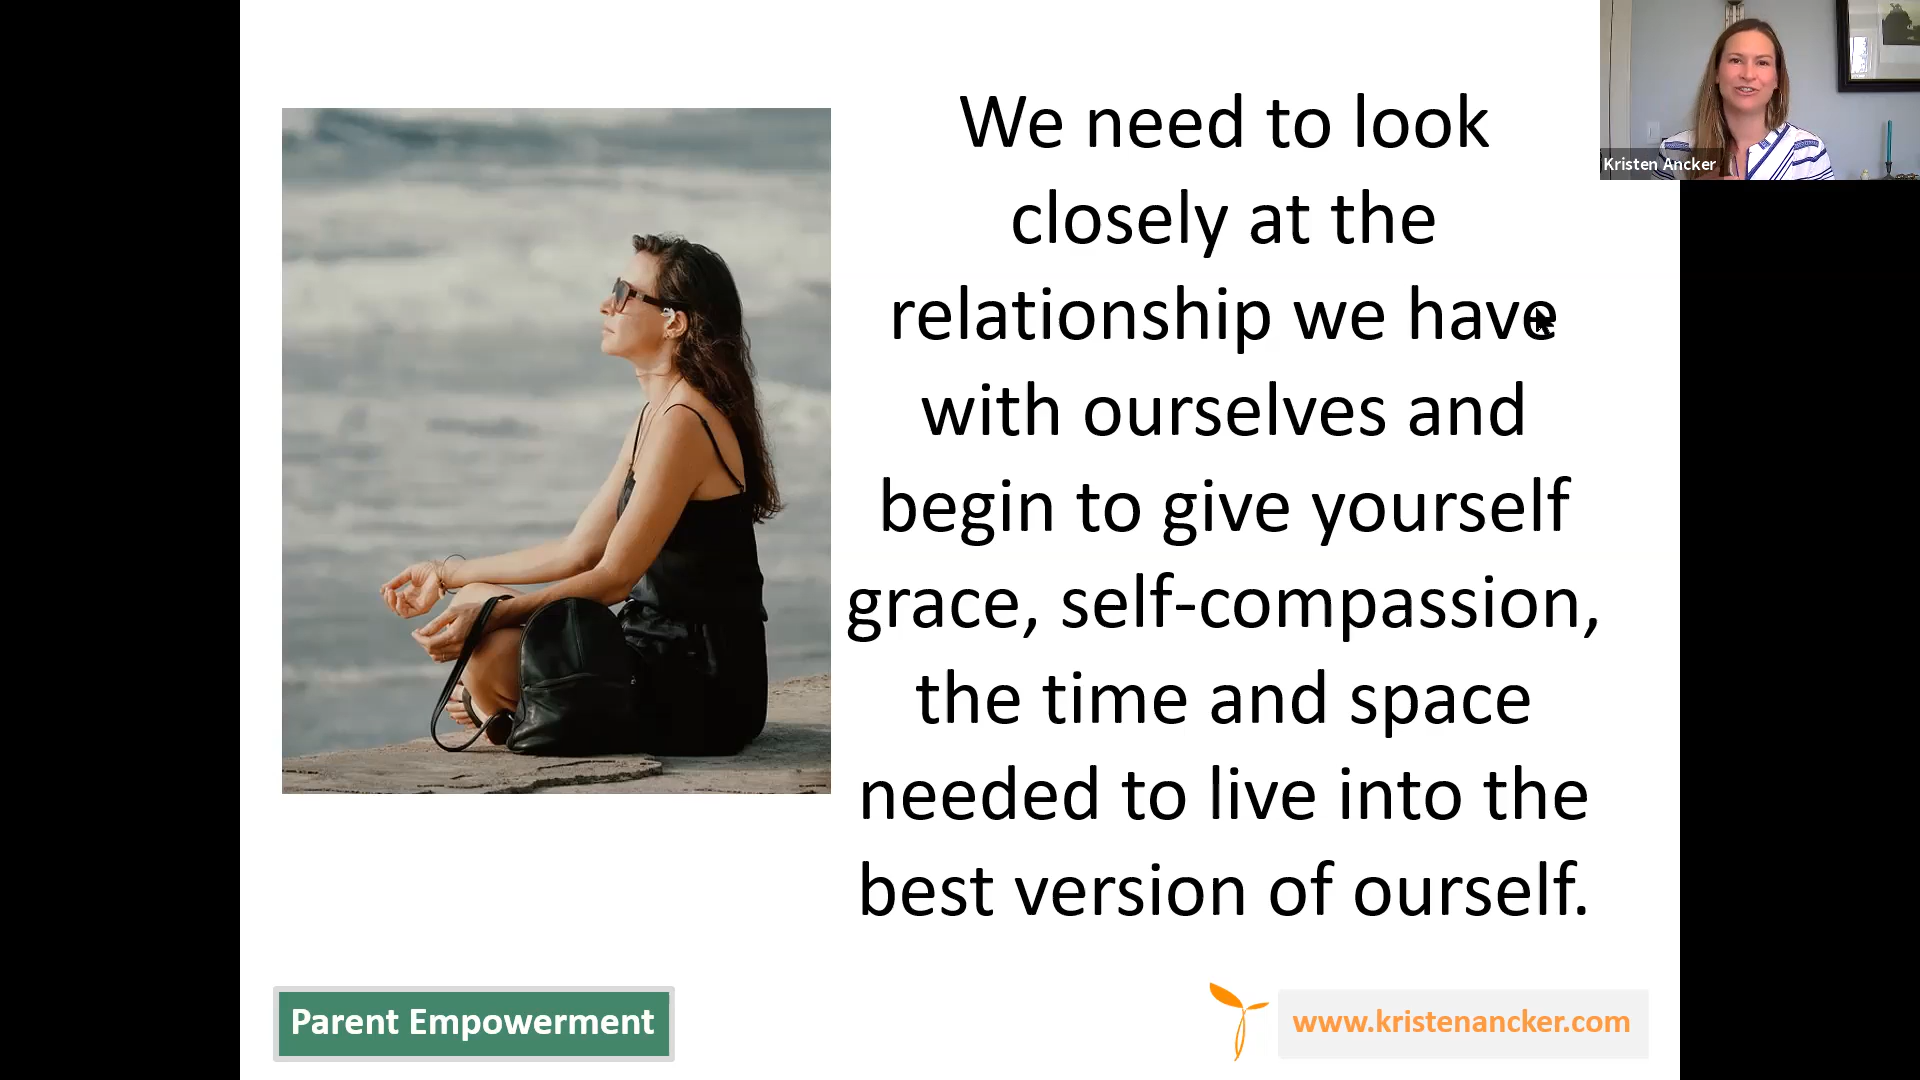 We need to look
closely at the
relationship we have
with ourselves and
begin to give yourself
grace, self-compassion,
the time and space
needed to live into the
best version of ourself.
Kristen Ancker
Parent Empowerment
www.kristenancker.com